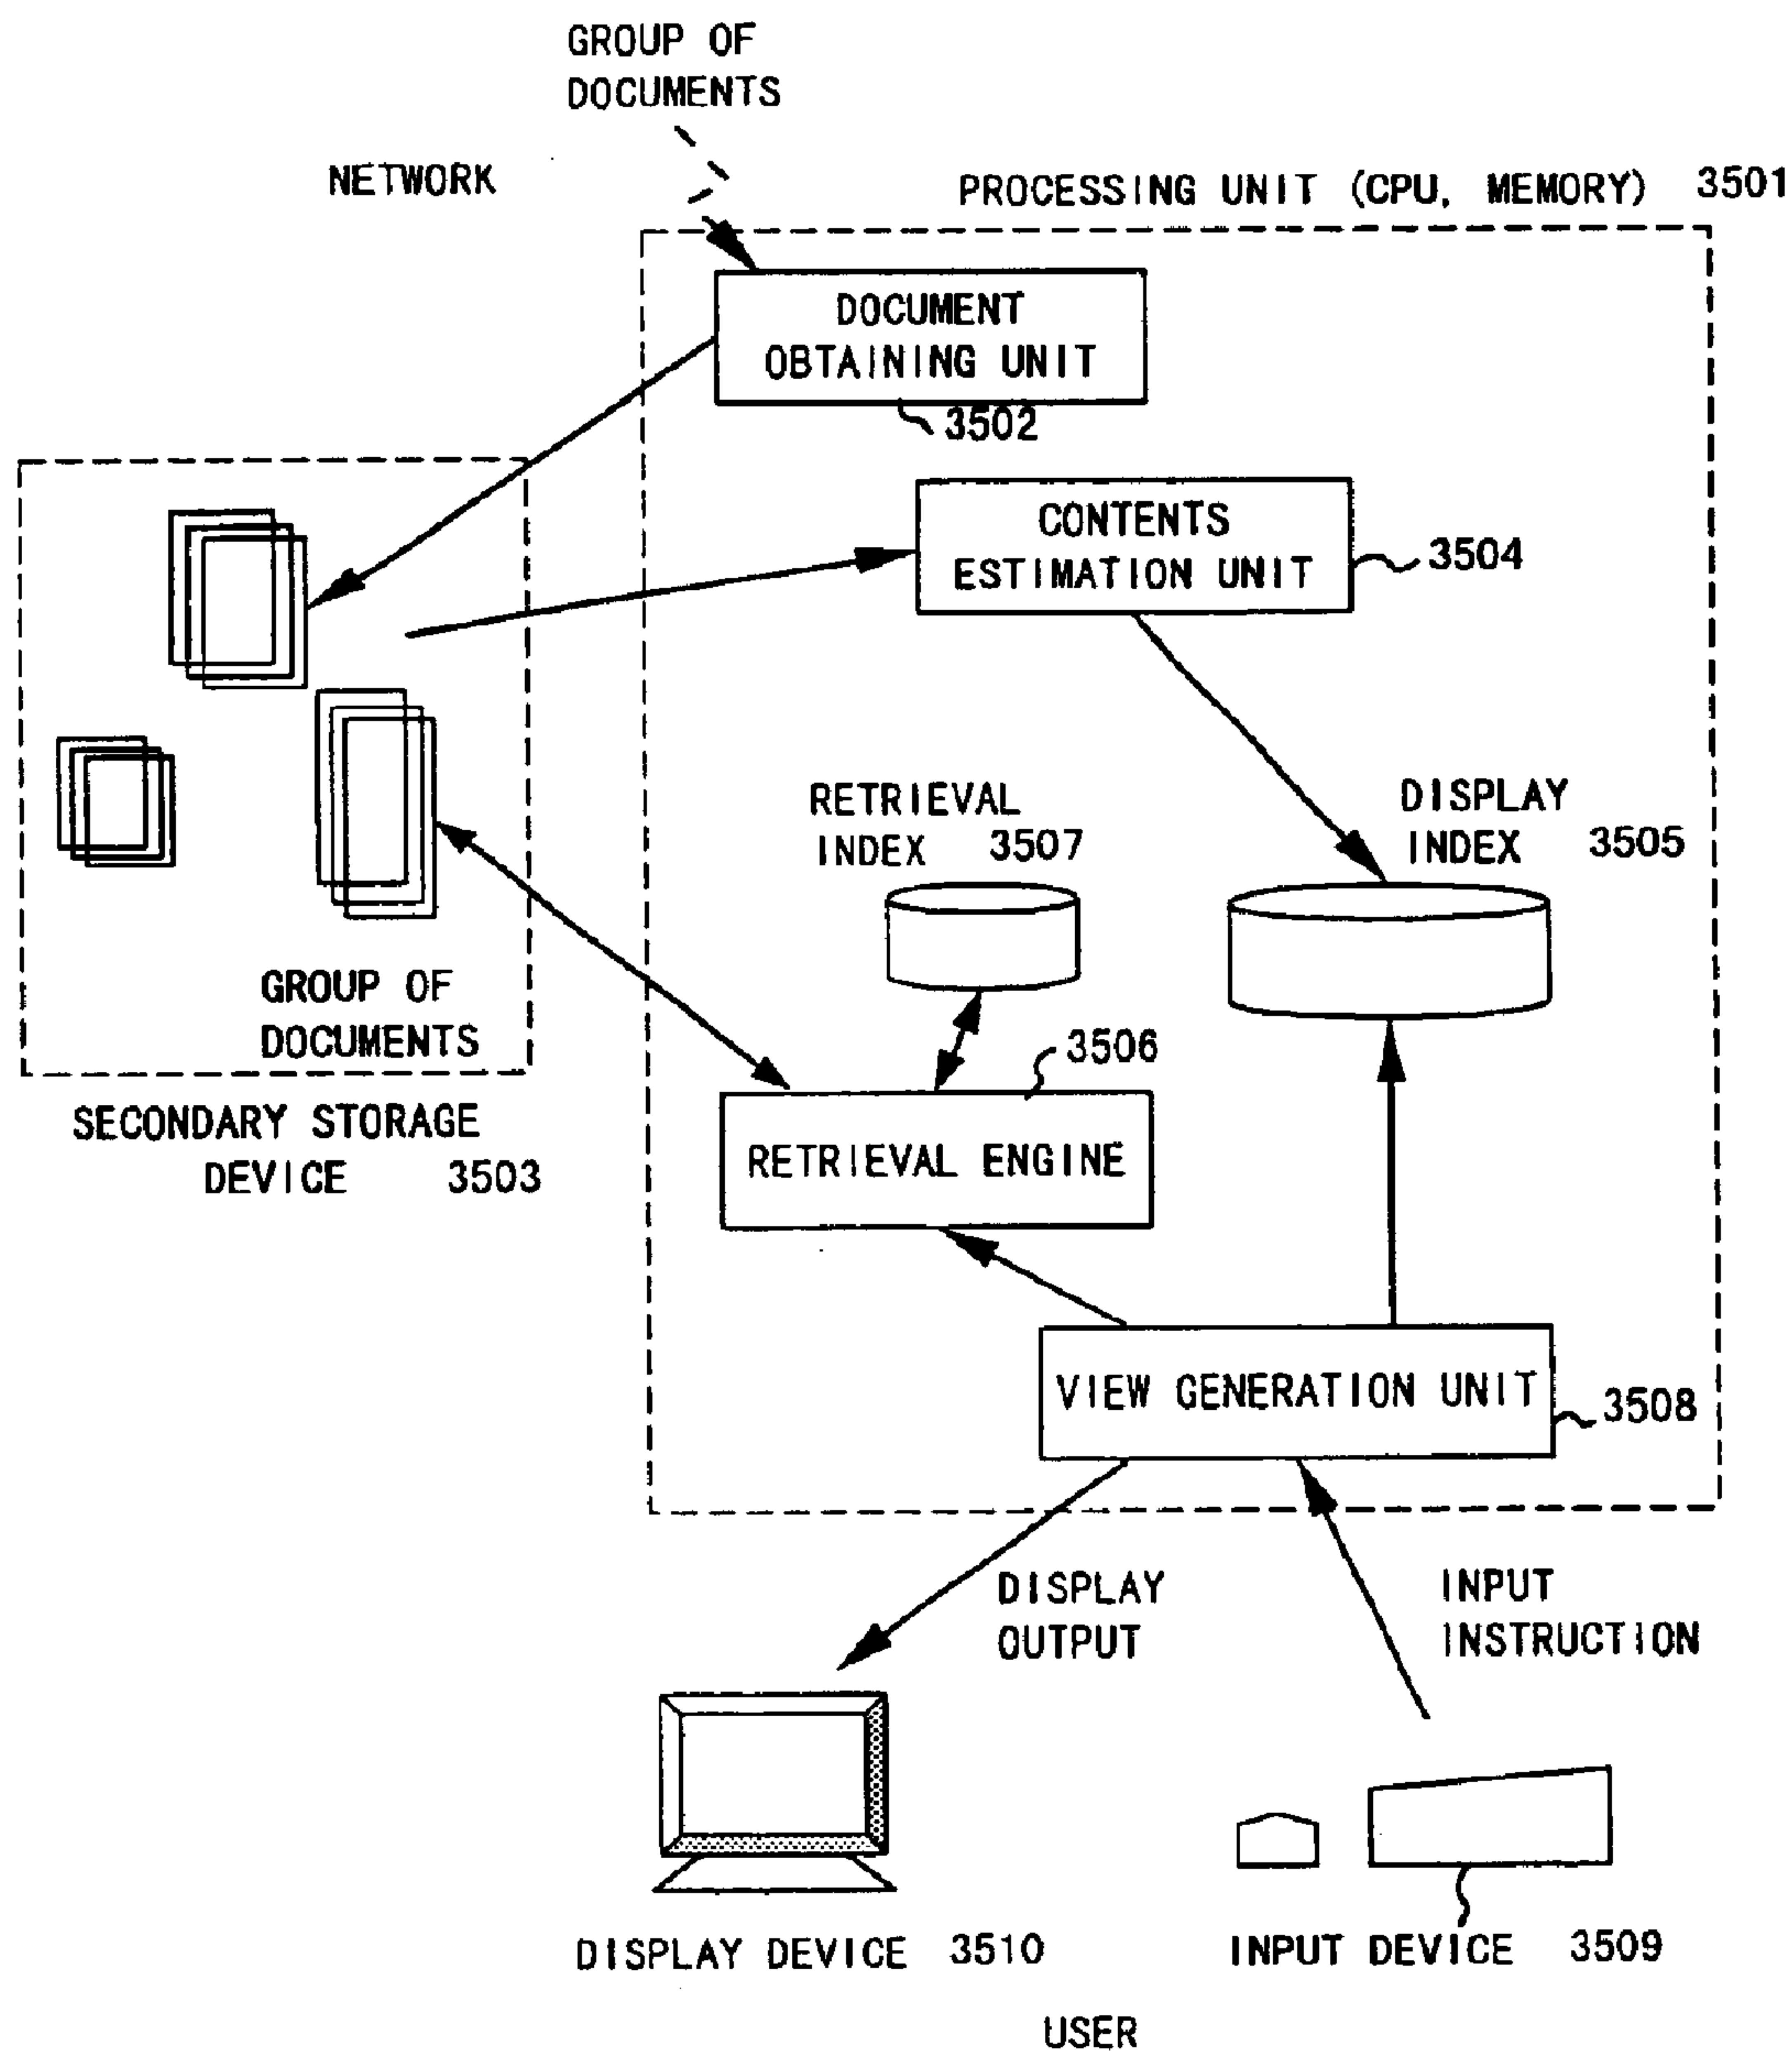 GROUP OF
DOCUMENTS
NETWORK
PROCESSING UNIT (CPU, MEMORY) 3501
DOCUMENT
OBTAINING UNIT
3502
CONTENTS
ESTIMATION UNIT
3504
RETRIEVAL
INDEX 3507
DISPLAY
INDEX 3505
GROUP OF
DOCUMENTS
3506
SECONDARY STORAGE
DEVICE 3503
RETRIEVAL ENGINE
VIEW GENERATION UNIT
3508
DISPLAY
OUTPUT
INPUT
INSTRUCTION
DISPLAY DEVICE 3510
INPUT DEVICE 3509
USER